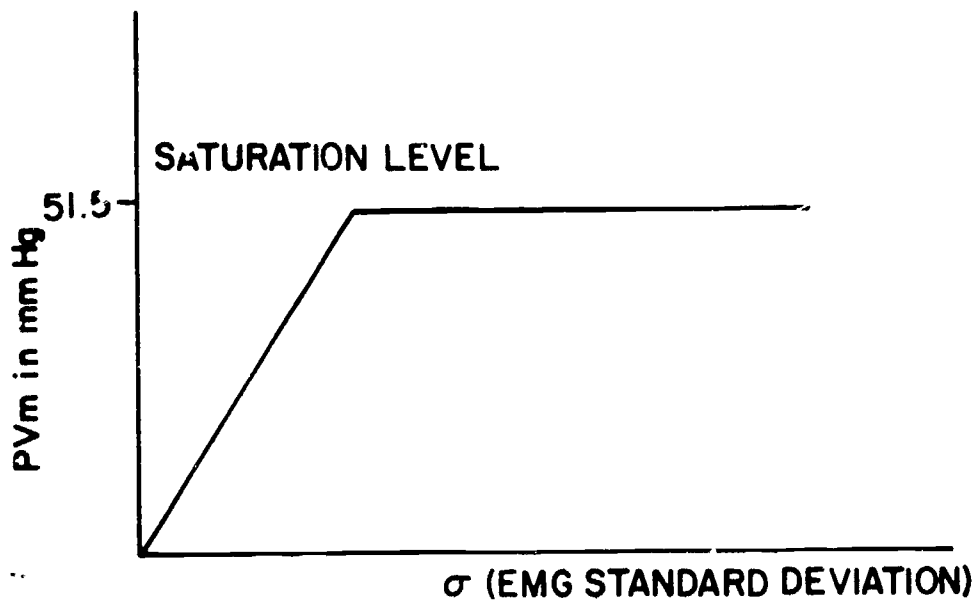 SATURATION LEVEL
51.5
PVm in mm Hg
σ (EMG STANDARD DEVIATION)